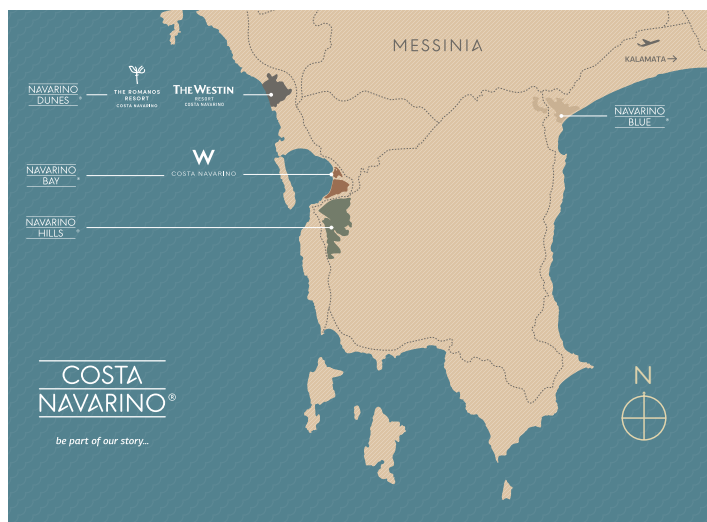 MESSINIA
KALAMATA
NAVARINO
DUNES®
THE ROMANOS
RESORT
COSTA NAVARINO
THE WESTIN
RESORT
COSTA NAVARINO
NAVARINO
BLUE®
W
COSTA NAVARINO
NAVARINO
BAY®
NAVARINO
HILLS®
COSTA
NAVARINO®
be part of our story...
N